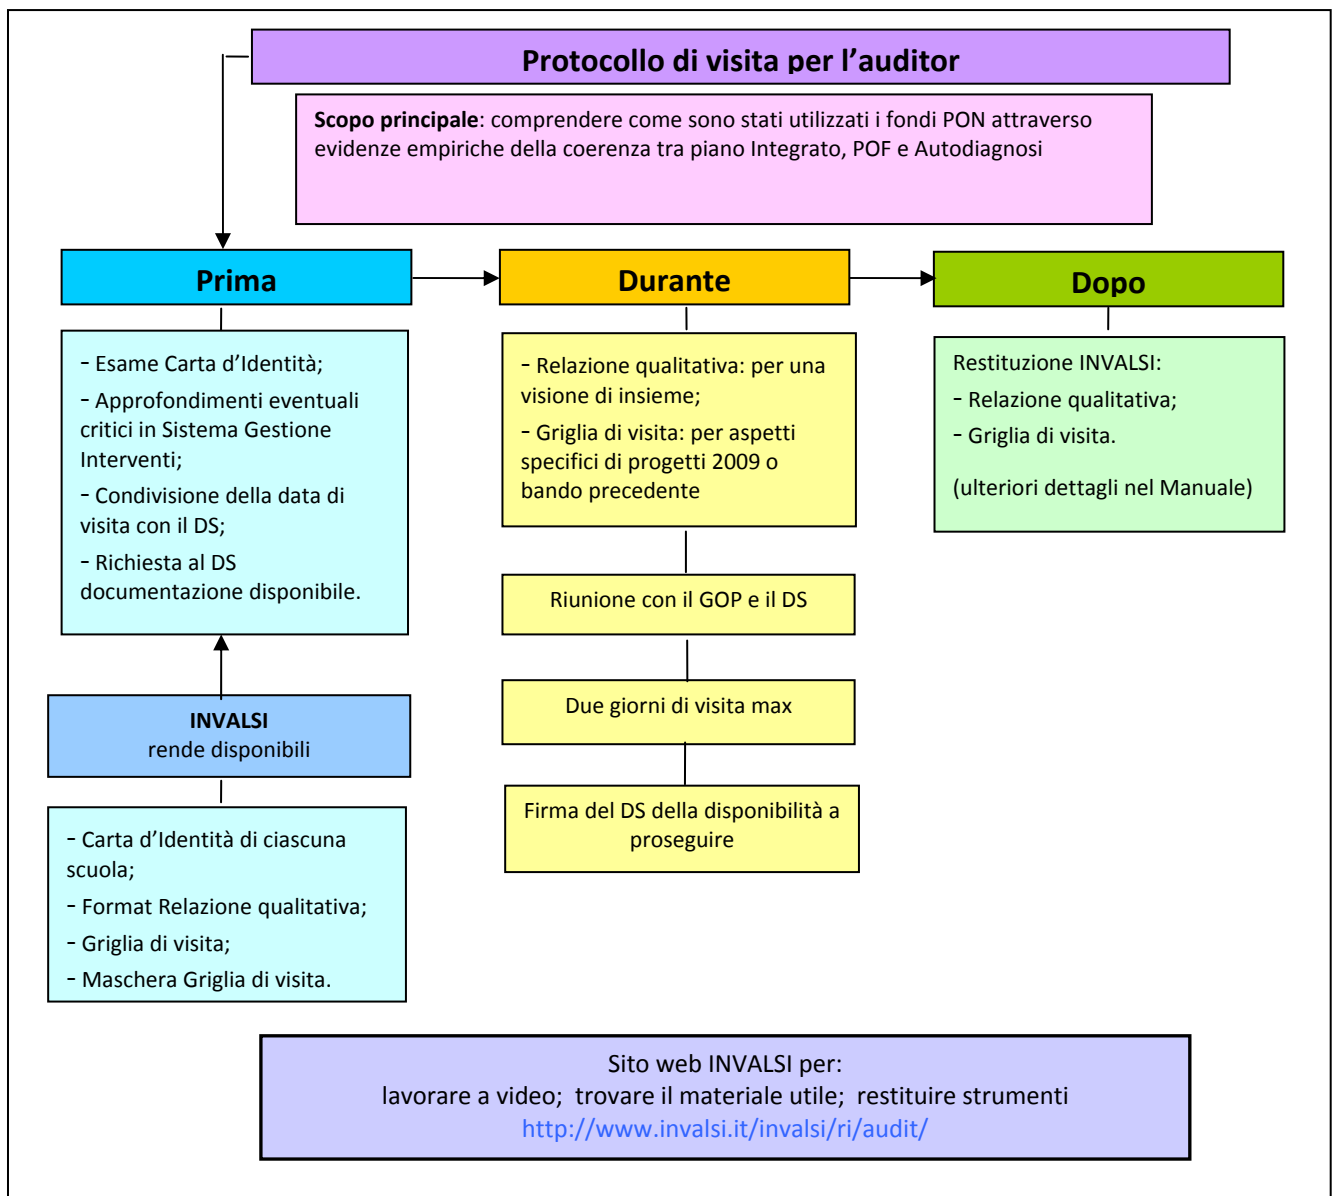 Protocollo di visita per l’auditor
Scopo principale: comprendere come sono stati utilizzati i fondi PON attraverso
evidenze empiriche della coerenza tra piano Integrato, POF e Autodiagnosi
Prima
- Esame Carta d’Identità;
- Approfondimenti eventuali
critici in Sistema Gestione
Interventi;
- Condivisione della data di
visita con il DS;
- Richiesta al DS
documentazione disponibile.
INVALSI
rende disponibili
- Carta d’Identità di ciascuna
scuola;
- Format Relazione qualitativa;
- Griglia di visita;
- Maschera Griglia di visita.
Durante
- Relazione qualitativa: per una
visione di insieme;
- Griglia di visita: per aspetti
specifici di progetti 2009 o
bando precedente
Riunione con il GOP e il DS
Due giorni di visita max
Firma del DS della disponibilità a
proseguire
Dopo
Restituzione INVALSI:
- Relazione qualitativa;
- Griglia di visita.
(ulteriori dettagli nel Manuale)
Sito web INVALSI per:
lavorare a video; trovare il materiale utile; restituire strumenti
http://www.invalsi.it/invalsi/ri/audit/